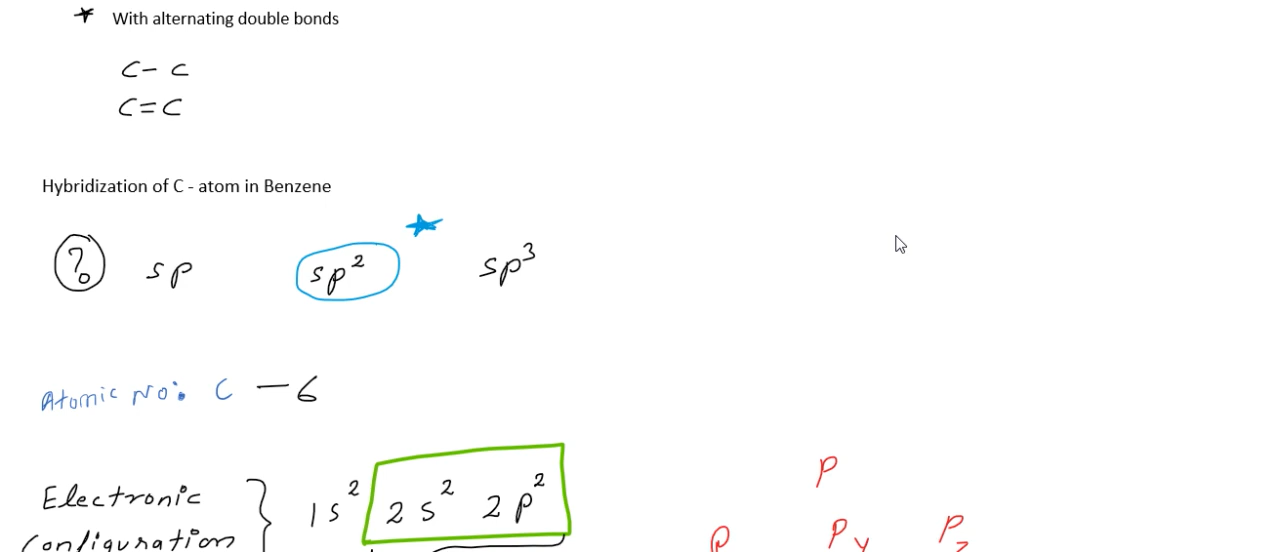 With alternating double bonds
C - C
C = C
Hybridization of C - atom in Benzene
? sp sp² sp³
Atomic No: C - 6
Electronic
Configuration } 1s² 2s² 2p²
P
P Py Pz